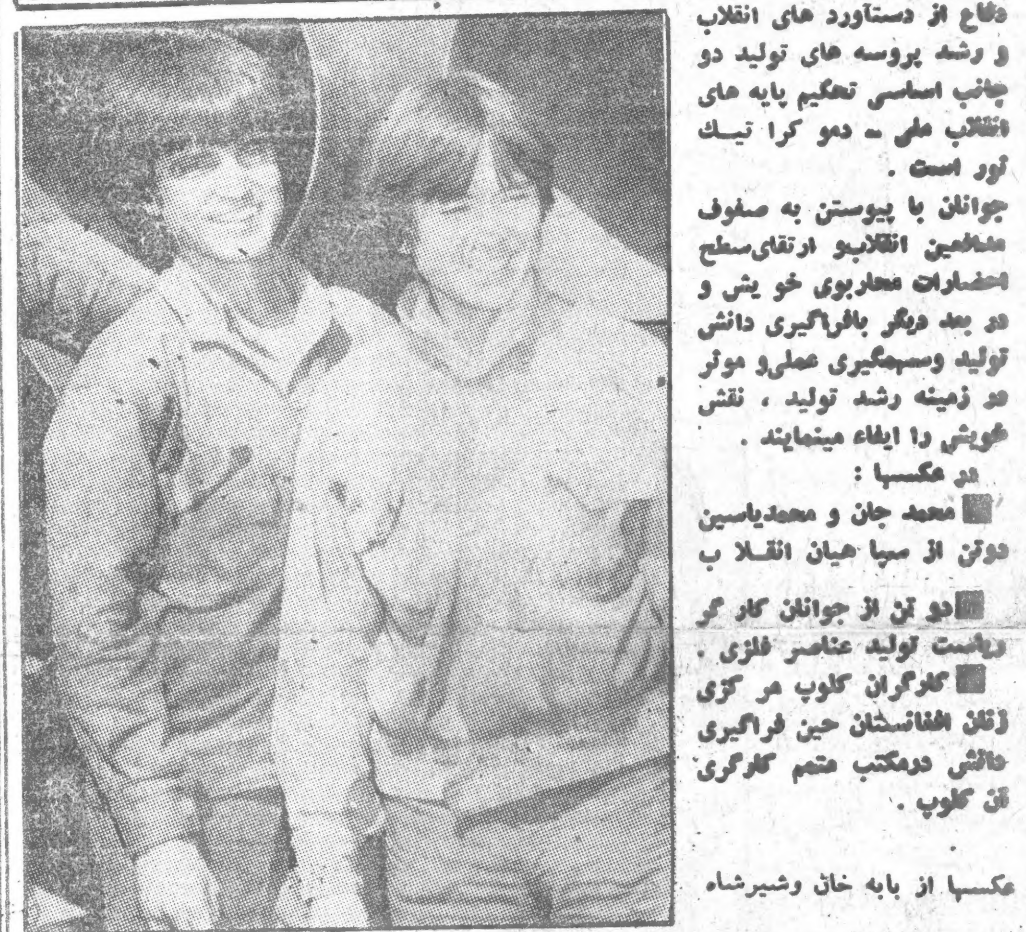 دفاع از دستآورد های انقلاب
و رشد پروسه های تولید دو
جانب اساسی تحکیم پایه های
انقلاب ملی ــ دمو کرا تیـــك
ثور است .
جوانان با پیوستن به صفوف
مدافعین انقلاب‌و ارتقای‌سطح
احضارات محاربوی خو یش و
در بعد دیگر بافراگیری دانش
تولید وسهمگیری عملی‌و موثر
در زمینه رشد تولید ، نقش
خویش را ایفاء مینمایند .
در عکسها :
محمد جان و محمدیاسین
دوتن از سپا هیان انقــلا ب
دو تن از جوانان کار گر
ریاست تولید عناصر فلزی .
کارگران کلوپ مر کزی
زنان افغانستان حین فراگیری
دانش درمکتب متمم کارگری
آن کلوپ .
عکسها از بابه خان وشیرشاه